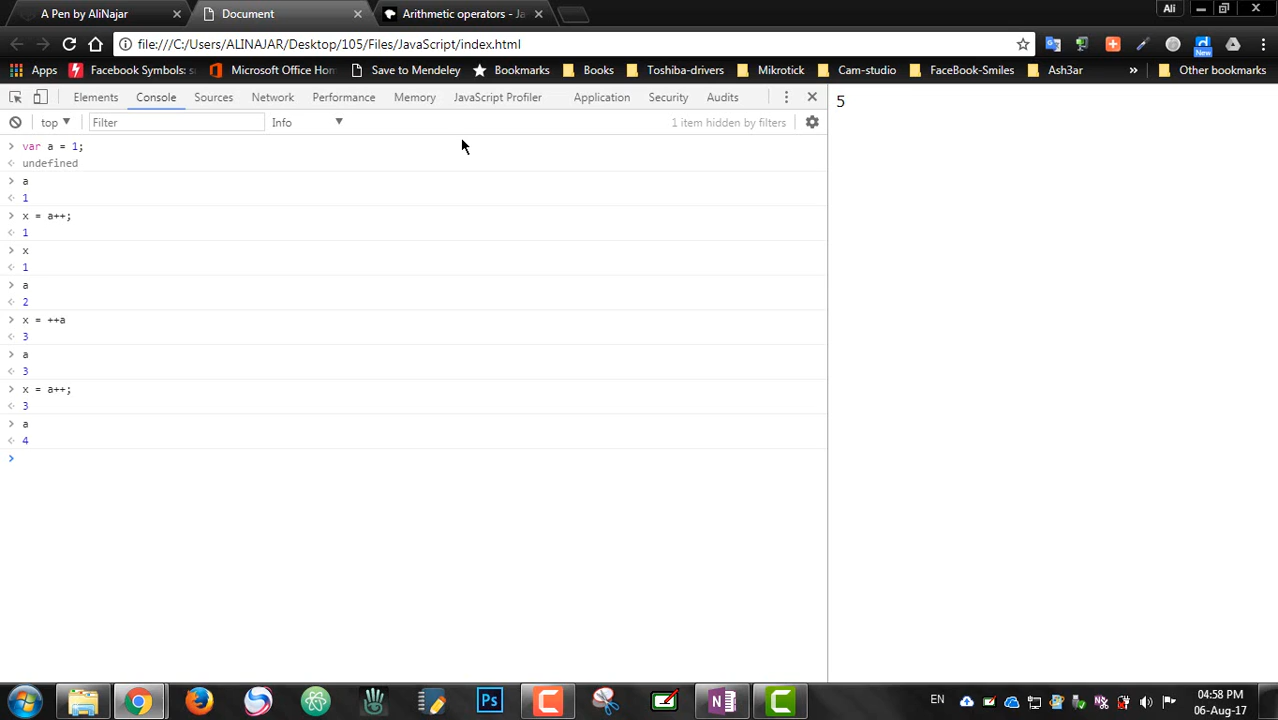 A Pen by AliNajar
Document
Arithmetic operators - Ja
Ali
file:///C:/Users/ALINAJAR/Desktop/105/Files/JavaScript/index.html
New
Apps
Facebook Symbols: s
Microsoft Office Hom
Save to Mendeley
Bookmarks
Books
Toshiba-drivers
Mikrotick
Cam-studio
FaceBook-Smiles
Ash3ar
»
Other bookmarks
Elements
Console
Sources
Network
Performance
Memory
JavaScript Profiler
Application
Security
Audits
5
top
Filter
Info
1 item hidden by filters
var a = 1;
undefined
a
1
x = a++;
1
x
1
a
2
x = ++a
3
a
3
x = a++;
3
a
4
Ps
EN
04:58 PM
06-Aug-17